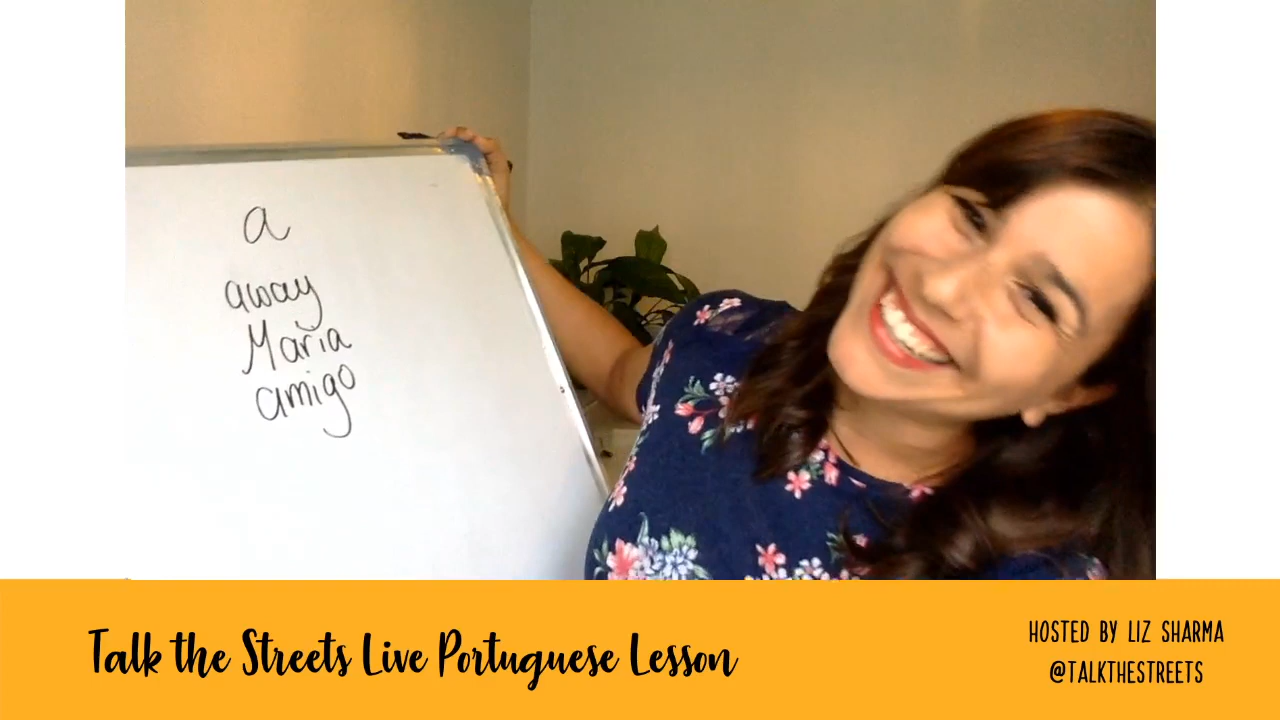 a
away
Maria
amigo
Talk the Streets Live Portuguese Lesson
HOSTED BY LIZ SHARMA
@TALKTHESTREETS